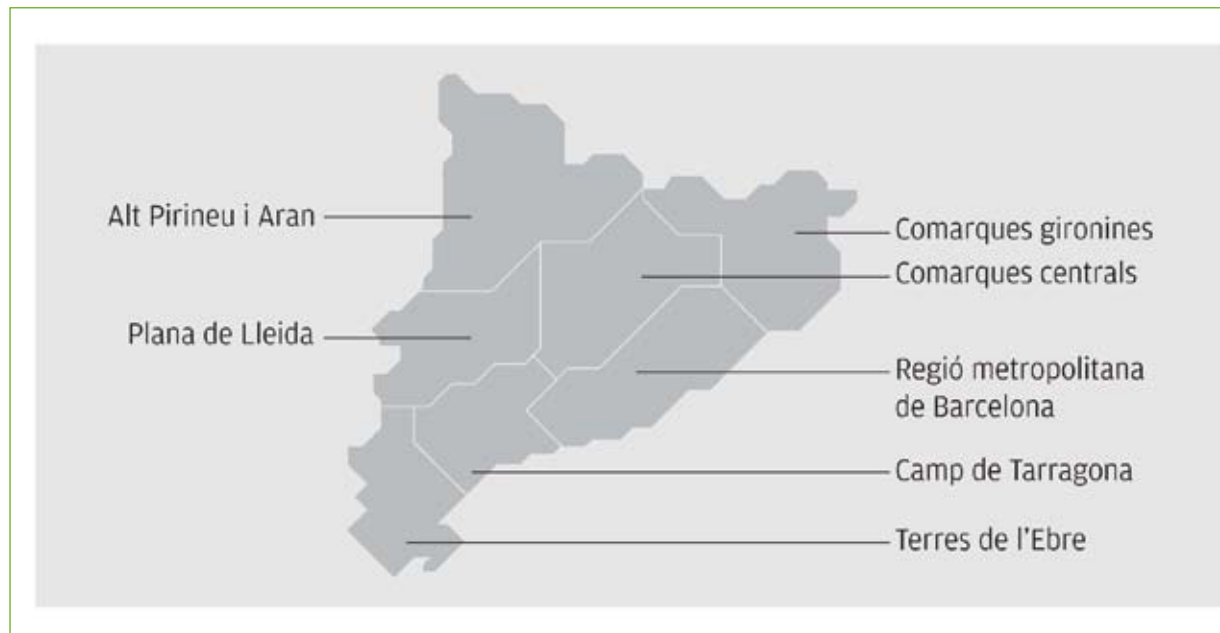 Alt Pirineu i Aran
Plana de Lleida
Comarques gironines
Comarques centrals
Regió metropolitana
de Barcelona
Camp de Tarragona
Terres de l'Ebre